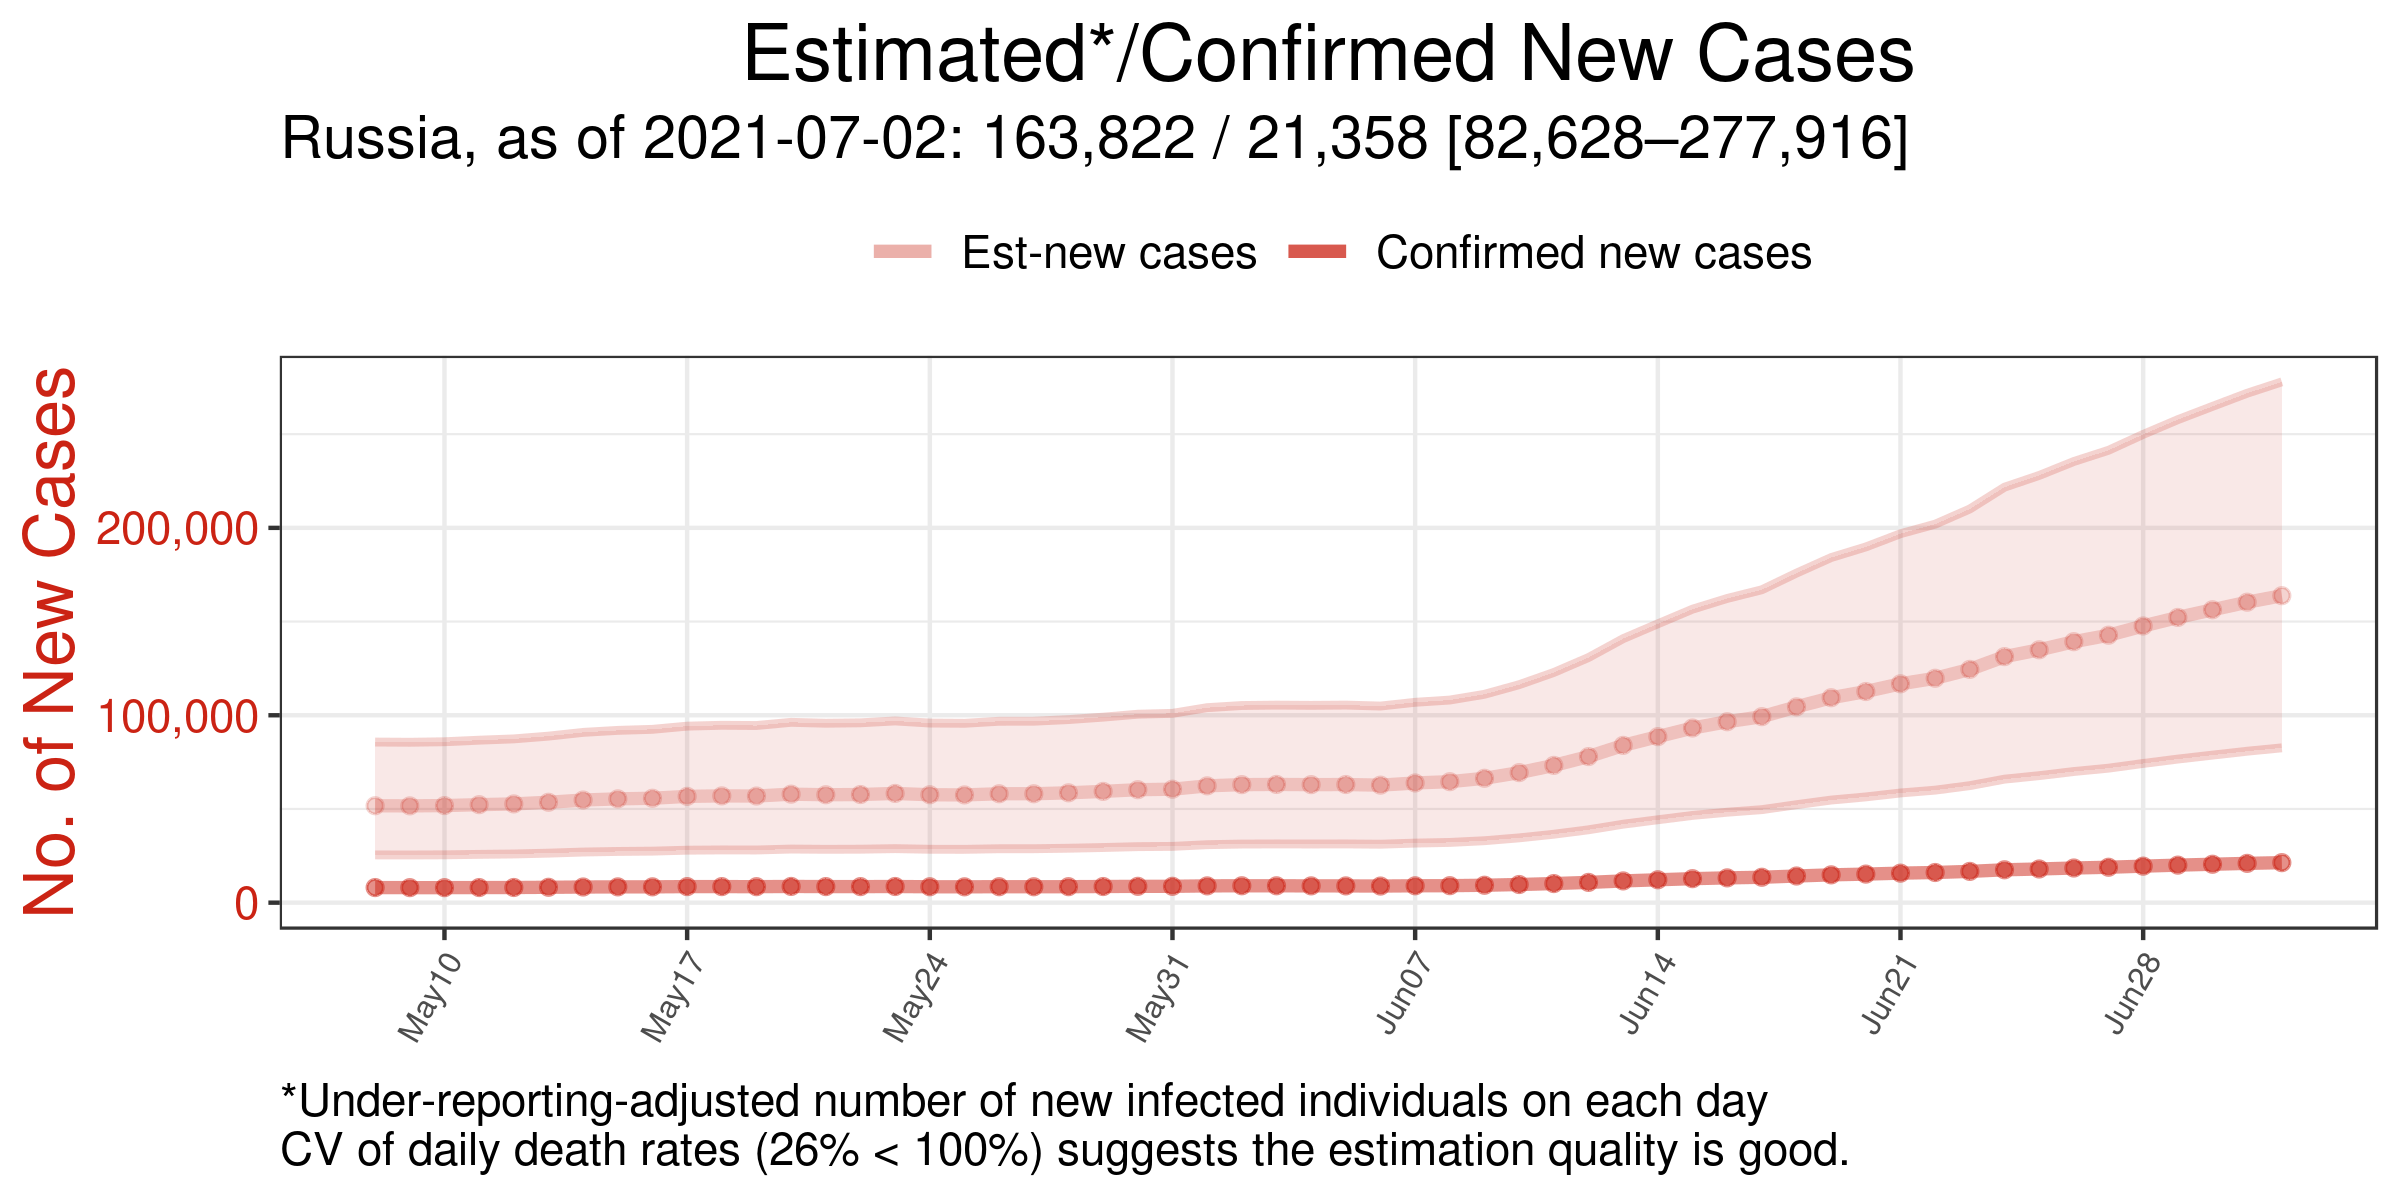 Estimated*/Confirmed New Cases
Russia, as of 2021-07-02: 163,822 / 21,358 [82,628–277,916]
Est-new cases Confirmed new cases
No. of New Cases
200,000
100,000
0
May10 May17 May24 May31 Jun07 Jun14 Jun21 Jun28
*Under-reporting-adjusted number of new infected individuals on each day
CV of daily death rates (26% < 100%) suggests the estimation quality is good.